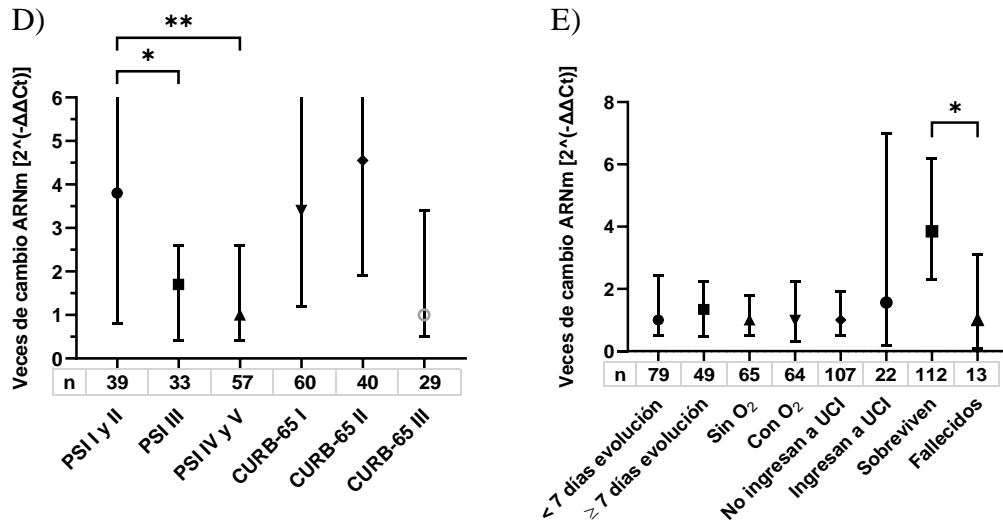 D)
**
*
Veces de cambio ARNm [2^(-ΔΔCt)]
6
5
4
3
2
1
0
n 39 33 57 60 40 29
PSI I y II
PSI III
PSI IV y V
CURB-65 I
CURB-65 II
CURB-65 III
E)
*
Veces de cambio ARNm [2^(-ΔΔCt)]
8
6
4
2
0
n 79 49 65 64 107 22 112 13
< 7 días evolución
≥ 7 días evolución
Sin O₂
Con O₂
No ingresan a UCI
Ingresan a UCI
Sobreviven
Fallecidos